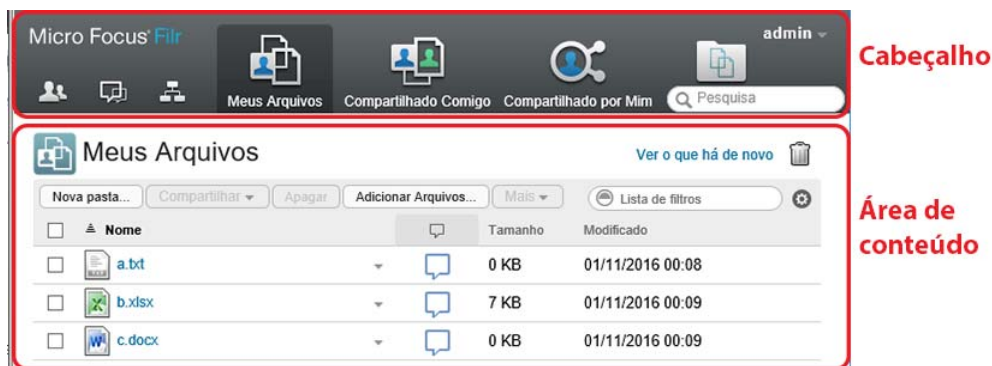 Micro Focus Filr
admin
Meus Arquivos
Compartilhado Comigo
Compartilhado por Mim
Pesquisa
Cabeçalho
Meus Arquivos
Ver o que há de novo
Nova pasta...
Compartilhar
Apagar
Adicionar Arquivos...
Mais
Lista de filtros
Nome
Tamanho
Modificado
a.txt
0 KB
01/11/2016 00:08
b.xlsx
7 KB
01/11/2016 00:09
c.docx
0 KB
01/11/2016 00:09
Área de
conteúdo